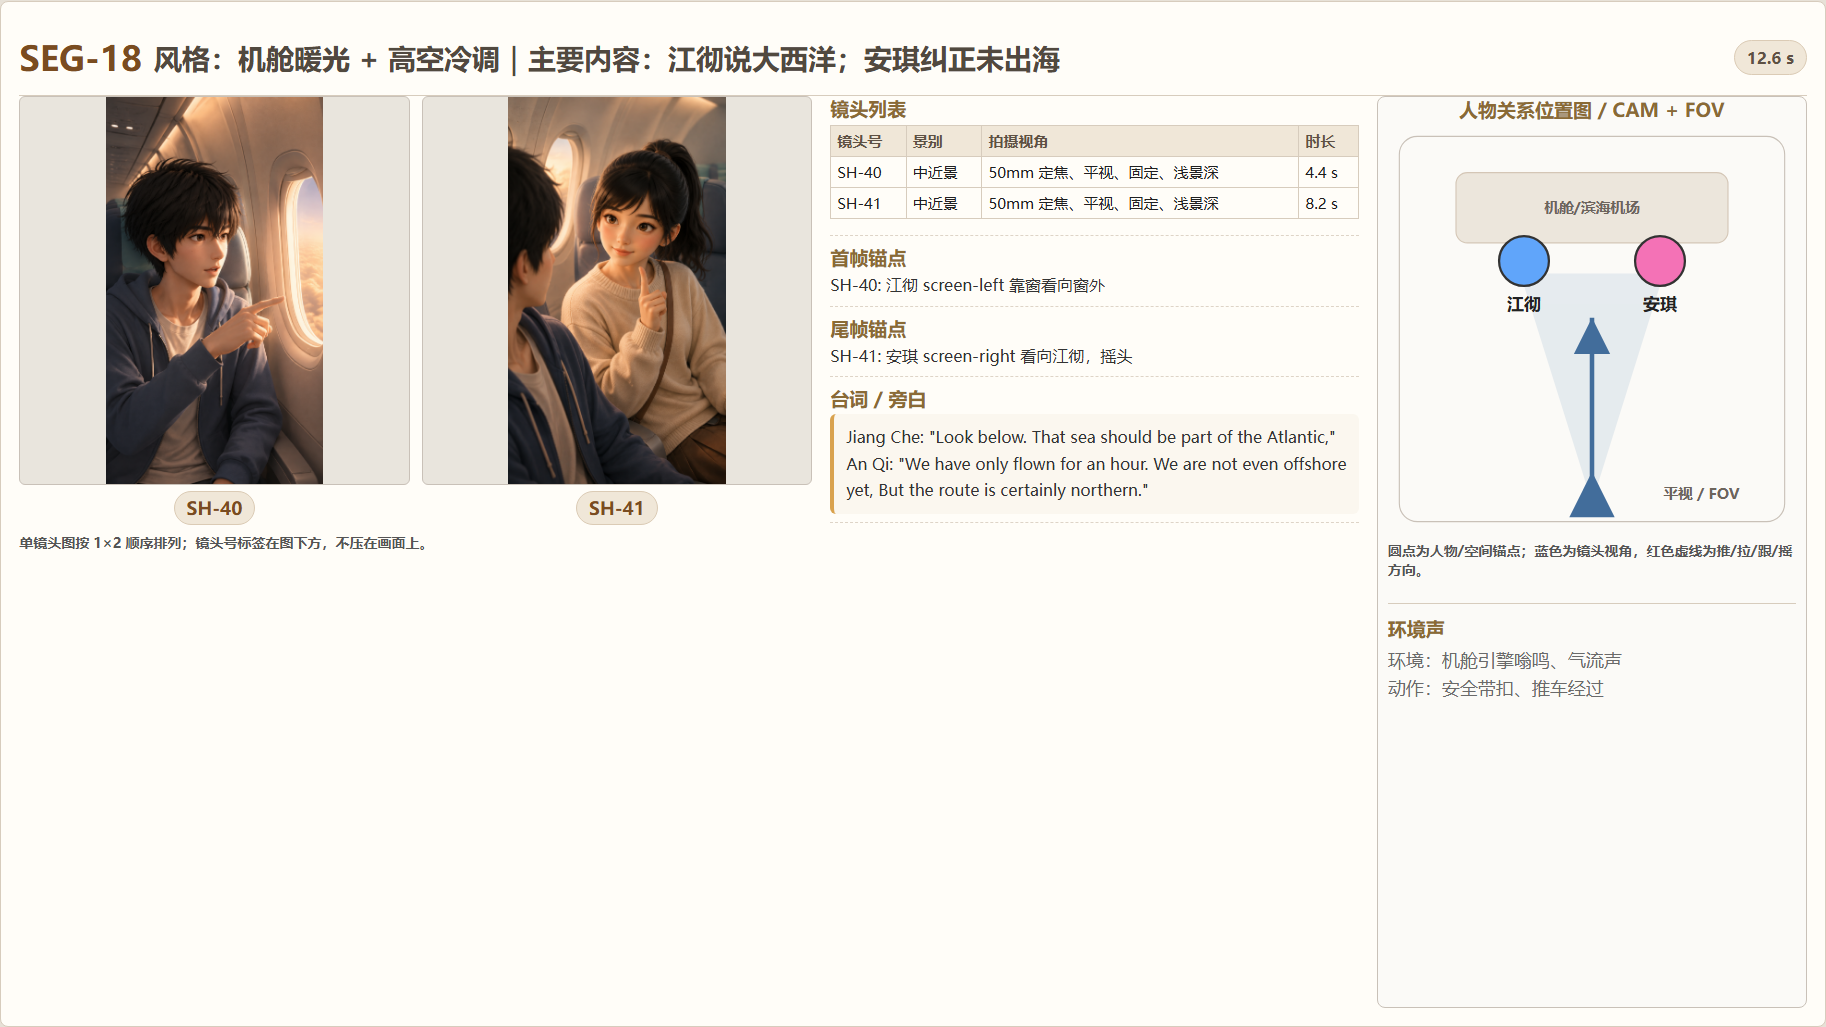 SEG-18 风格：机舱暖光 + 高空冷调 | 主要内容：江彻说大西洋；安琪纠正未出海
12.6 s
SH-40
SH-41
单镜头图按 1×2 顺序排列；镜头号标签在图下方，不压在画面上。
镜头列表
镜头号 景别 拍摄视角 时长
SH-40 中近景 50mm 定焦、平视、固定、浅景深 4.4 s
SH-41 中近景 50mm 定焦、平视、固定、浅景深 8.2 s
首帧锚点
SH-40: 江彻 screen-left 靠窗看向窗外
尾帧锚点
SH-41: 安琪 screen-right 看向江彻，摇头
台词 / 旁白
Jiang Che: "Look below. That sea should be part of the Atlantic,"
An Qi: "We have only flown for an hour. We are not even offshore
yet, But the route is certainly northern."
人物关系位置图 / CAM + FOV
机舱/滨海机场
江彻
安琪
平视 / FOV
圆点为人物/空间锚点；蓝色为镜头视角，红色虚线为推/拉/跟/摇
方向。
环境声
环境：机舱引擎嗡鸣、气流声
动作：安全带扣、推车经过